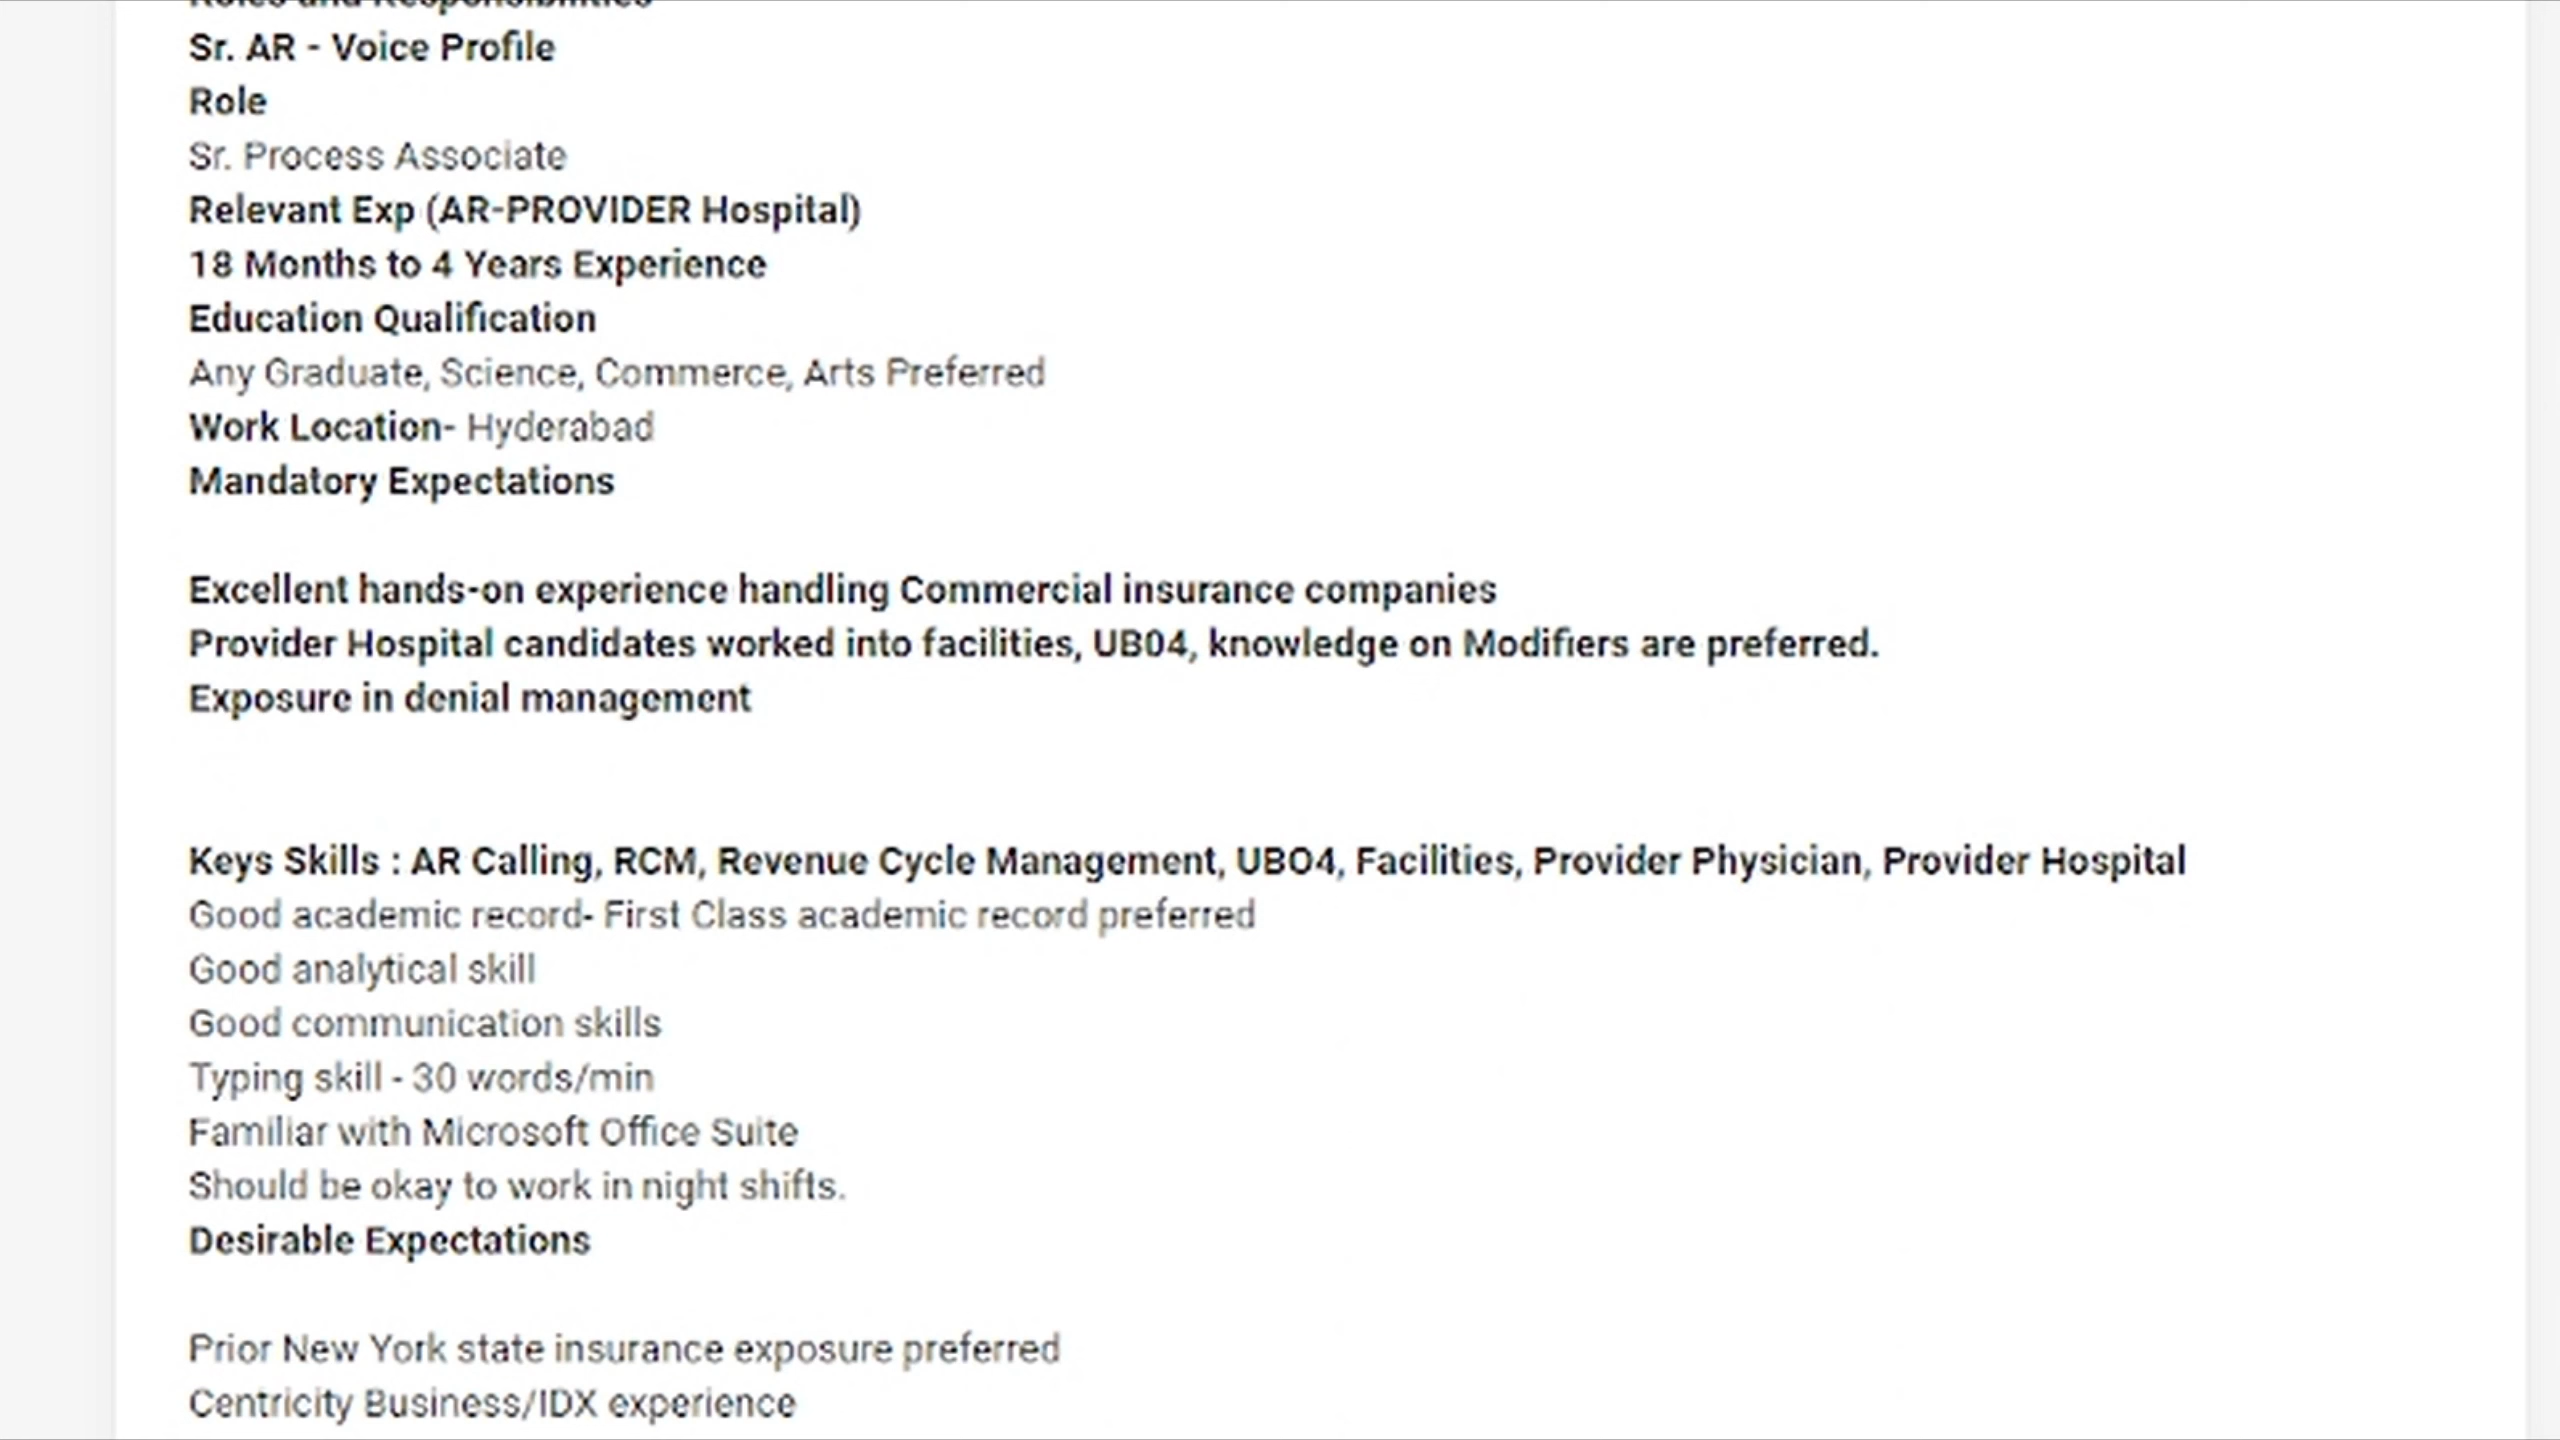 Roles and Responsibilities
Sr. AR - Voice Profile
Role
Sr. Process Associate
Relevant Exp (AR-PROVIDER Hospital)
18 Months to 4 Years Experience
Education Qualification
Any Graduate, Science, Commerce, Arts Preferred
Work Location- Hyderabad
Mandatory Expectations
Excellent hands-on experience handling Commercial insurance companies
Provider Hospital candidates worked into facilities, UB04, knowledge on Modifiers are preferred.
Exposure in denial management
Keys Skills : AR Calling, RCM, Revenue Cycle Management, UBO4, Facilities, Provider Physician, Provider Hospital
Good academic record- First Class academic record preferred
Good analytical skill
Good communication skills
Typing skill - 30 words/min
Familiar with Microsoft Office Suite
Should be okay to work in night shifts.
Desirable Expectations
Prior New York state insurance exposure preferred
Centricity Business/IDX experience